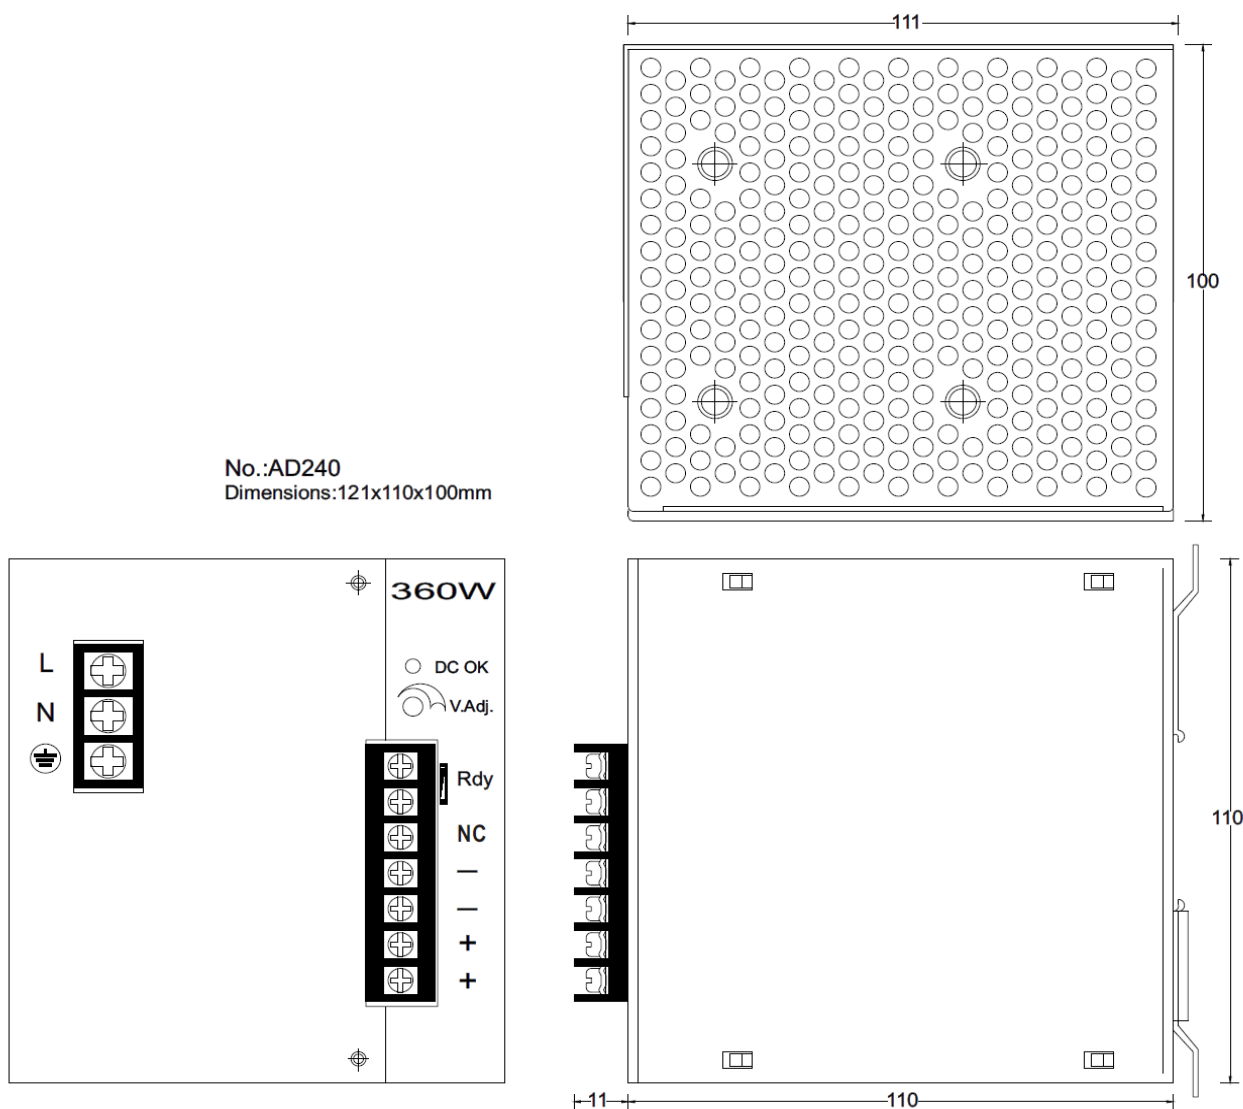 111
100
No.:AD240
Dimensions:121x110x100mm
360W
L
DC OK
N
V.Adj.
Rdy
NC
—
—
+
+
110
11
110